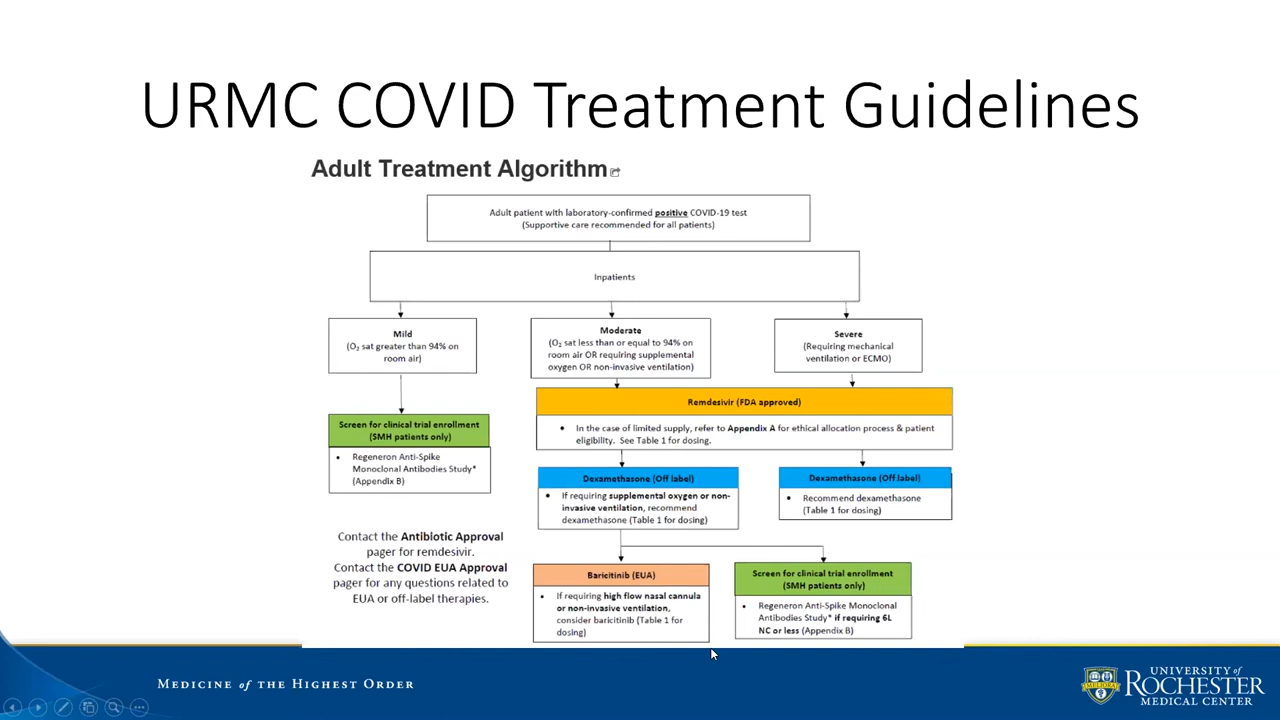 URMC COVID Treatment Guidelines
Adult Treatment Algorithm
Adult patient with laboratory-confirmed positive COVID-19 test
(Supportive care recommended for all patients)
Inpatients
Mild
(O₂ sat greater than 94% on
room air)
Moderate
(O₂ sat less than or equal to 94% on
room air OR requiring supplemental
oxygen OR non-invasive ventilation)
Severe
(Requiring mechanical
ventilation or ECMO)
Remdesivir (FDA approved)
• In the case of limited supply, refer to Appendix A for ethical allocation process & patient
eligibility. See Table 1 for dosing.
Screen for clinical trial enrollment
(SMH patients only)
• Regeneron Anti-Spike
Monoclonal Antibodies Study*
(Appendix B)
Dexamethasone (Off label)
• If requiring supplemental oxygen or non-
invasive ventilation, recommend
dexamethasone (Table 1 for dosing)
Dexamethasone (Off label)
• Recommend dexamethasone
(Table 1 for dosing)
Contact the Antibiotic Approval
pager for remdesivir.
Contact the COVID EUA Approval
pager for any questions related to
EUA or off-label therapies.
Baricitinib (EUA)
• If requiring high flow nasal cannula
or non-invasive ventilation,
consider baricitinib (Table 1 for
dosing)
Screen for clinical trial enrollment
(SMH patients only)
• Regeneron Anti-Spike Monoclonal
Antibodies Study* if requiring 6L
NC or less (Appendix B)
MEDICINE of THE HIGHEST ORDER
MELIORA
UNIVERSITY of
ROCHESTER
MEDICAL CENTER